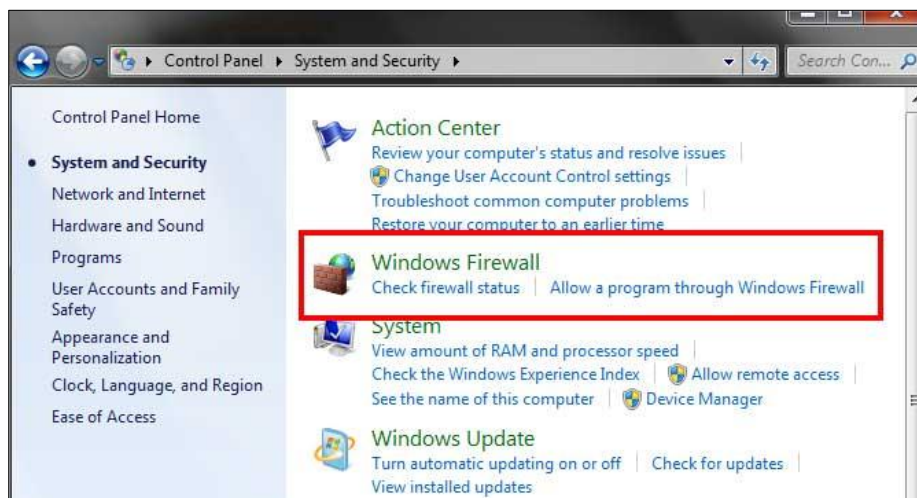 Control Panel ▸ System and Security ▸
Search Con...
Control Panel Home
System and Security
Network and Internet
Hardware and Sound
Programs
User Accounts and Family
Safety
Appearance and
Personalization
Clock, Language, and Region
Ease of Access
Action Center
Review your computer's status and resolve issues
Change User Account Control settings
Troubleshoot common computer problems
Restore your computer to an earlier time
Windows Firewall
Check firewall status | Allow a program through Windows Firewall
System
View amount of RAM and processor speed
Check the Windows Experience Index | Allow remote access
See the name of this computer | Device Manager
Windows Update
Turn automatic updating on or off | Check for updates
View installed updates